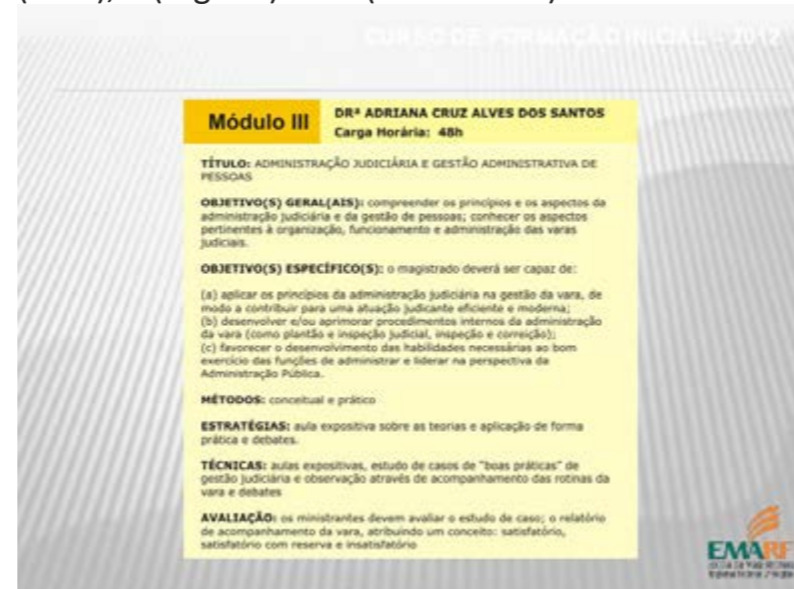 CURSO DE FORMAÇÃO INICIAL - 2012
Módulo III
DRª ADRIANA CRUZ ALVES DOS SANTOS
Carga Horária: 48h
TÍTULO: ADMINISTRAÇÃO JUDICIÁRIA E GESTÃO ADMINISTRATIVA DE
PESSOAS
OBJETIVO(S) GERAL(AIS): compreender os princípios e os aspectos da
administração judiciária e da gestão de pessoas; conhecer os aspectos
pertinentes à organização, funcionamento e administração das varas
judiciais.
OBJETIVO(S) ESPECÍFICO(S): o magistrado deverá ser capaz de:
(a) aplicar os princípios da administração judiciária na gestão da vara, de
modo a contribuir para uma atuação judicante eficiente e moderna;
(b) desenvolver e/ou aprimorar procedimentos internos da administração
da vara (como plantão e inspeção judicial, inspeção e correição);
(c) favorecer o desenvolvimento das habilidades necessárias ao bom
exercício das funções de administrar e liderar na perspectiva da
Administração Pública.
MÉTODOS: conceitual e prático
ESTRATÉGIAS: aula expositiva sobre as teorias e aplicação de forma
prática e debates.
TÉCNICAS: aulas expositivas, estudo de casos de "boas práticas" de
gestão judiciária e observação através de acompanhamento das rotinas da
vara e debates
AVALIAÇÃO: os ministrantes devem avaliar o estudo de caso; o relatório
de acompanhamento da vara, atribuindo um conceito: satisfatório,
satisfatório com reserva e insatisfatório
EMARF